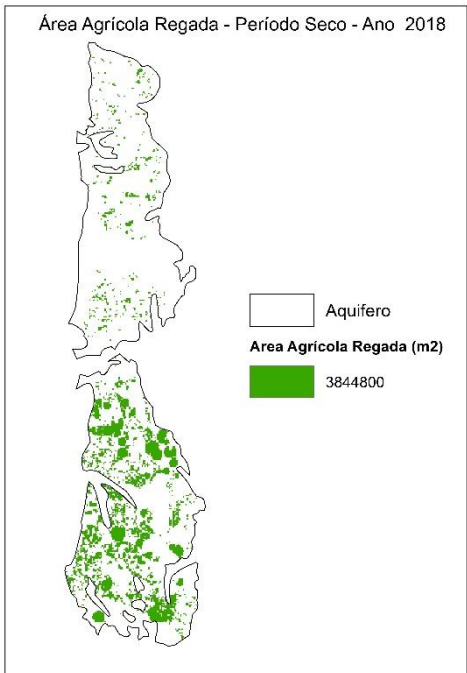 Área Agrícola Regada - Período Seco - Ano 2018
Aquifero
Area Agrícola Regada (m2)
3844800